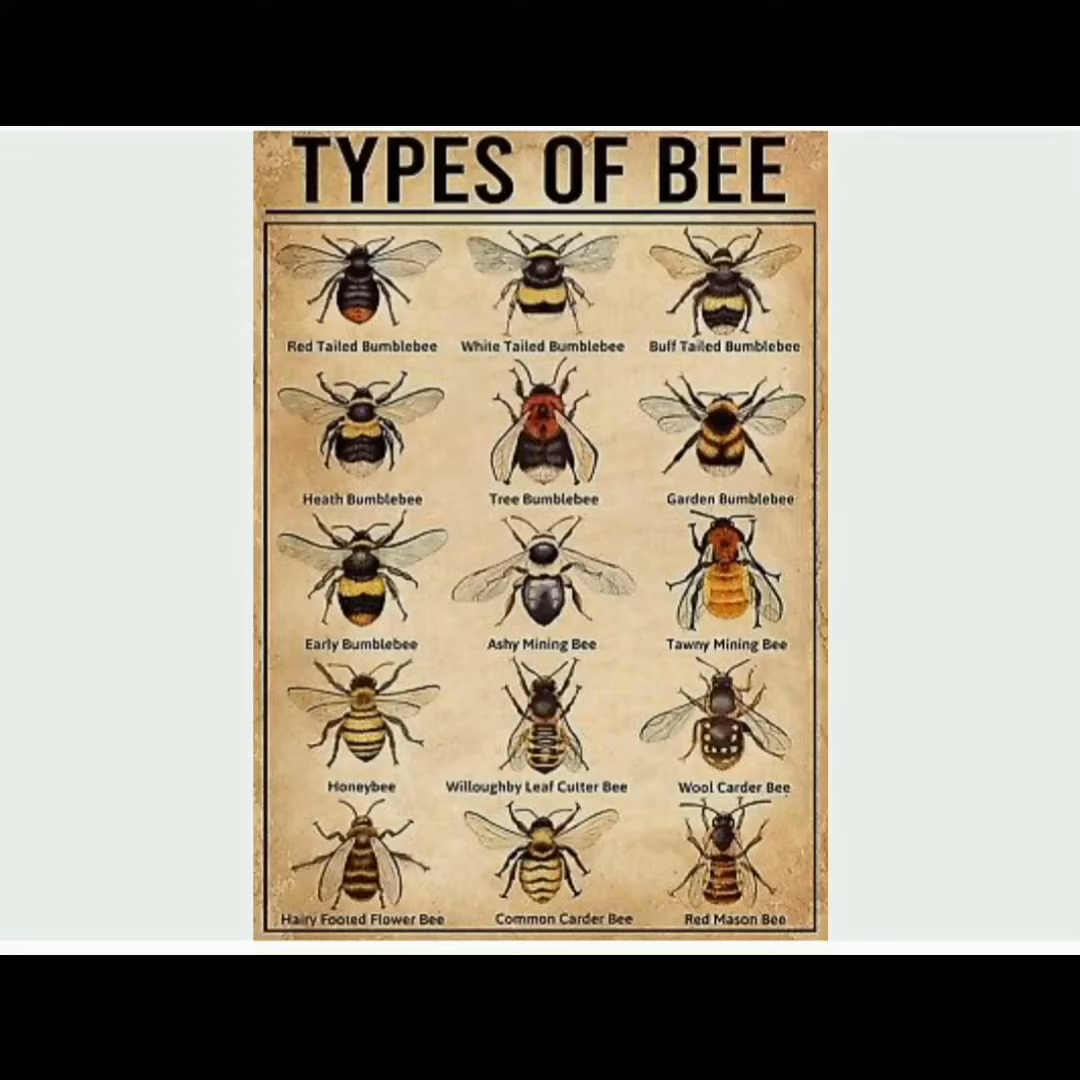 TYPES OF BEE
Red Tailed Bumblebee
White Tailed Bumblebee
Buff Tailed Bumblebee
Heath Bumblebee
Tree Bumblebee
Garden Bumblebee
Early Bumblebee
Ashy Mining Bee
Tawny Mining Bee
Honeybee
Willoughby Leaf Cutter Bee
Wool Carder Bee
Hairy Footed Flower Bee
Common Carder Bee
Red Mason Bee